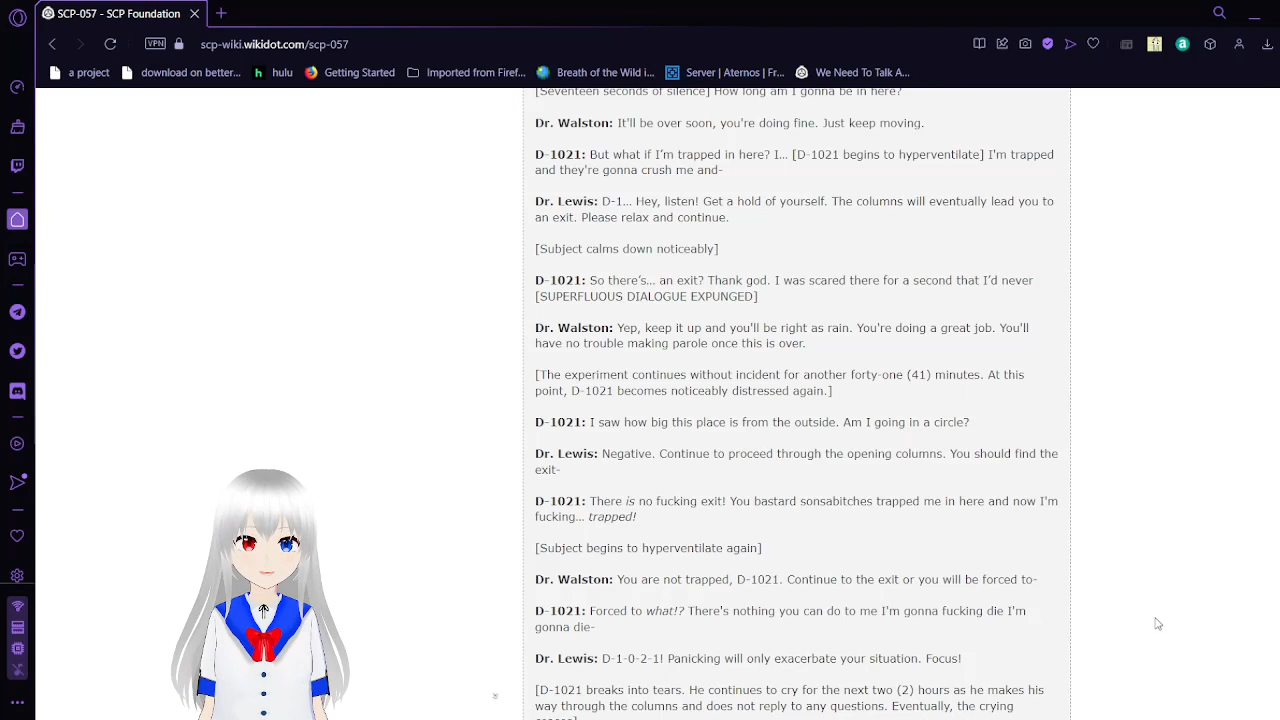 SCP-057 - SCP Foundation
VPN
scp-wiki.wikidot.com/scp-057
a project
download on better...
hulu
Getting Started
Imported from Firef...
Breath of the Wild i...
Server | Aternos | Fr...
We Need To Talk A...
[Seventeen seconds of silence] How long am I gonna be in here?
Dr. Walston: It'll be over soon, you're doing fine. Just keep moving.
D-1021: But what if I'm trapped in here? I... [D-1021 begins to hyperventilate] I'm trapped
and they're gonna crush me and-
Dr. Lewis: D-1... Hey, listen! Get a hold of yourself. The columns will eventually lead you to
an exit. Please relax and continue.
[Subject calms down noticeably]
D-1021: So there's... an exit? Thank god. I was scared there for a second that I'd never
[SUPERFLUOUS DIALOGUE EXPUNGED]
Dr. Walston: Yep, keep it up and you'll be right as rain. You're doing a great job. You'll
have no trouble making parole once this is over.
[The experiment continues without incident for another forty-one (41) minutes. At this
point, D-1021 becomes noticeably distressed again.]
D-1021: I saw how big this place is from the outside. Am I going in a circle?
Dr. Lewis: Negative. Continue to proceed through the opening columns. You should find the
exit-
D-1021: There is no fucking exit! You bastard sonsabitches trapped me in here and now I'm
fucking... trapped!
[Subject begins to hyperventilate again]
Dr. Walston: You are not trapped, D-1021. Continue to the exit or you will be forced to-
D-1021: Forced to what!? There's nothing you can do to me I'm gonna fucking die I'm
gonna die-
Dr. Lewis: D-1-0-2-1! Panicking will only exacerbate your situation. Focus!
[D-1021 breaks into tears. He continues to cry for the next two (2) hours as he makes his
way through the columns and does not reply to any questions. Eventually, the crying